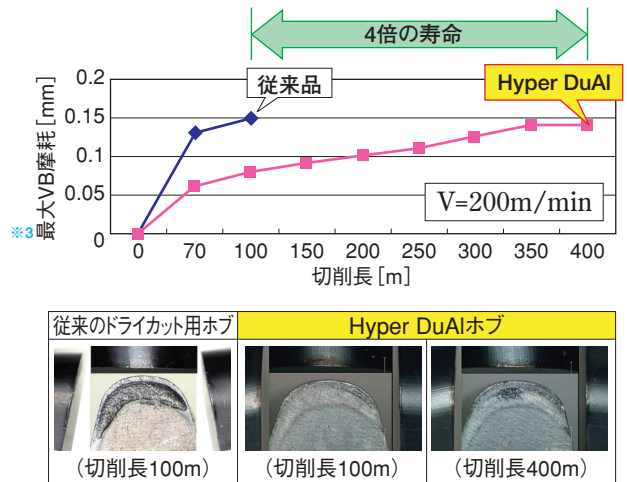 4倍の寿命
従来品
Hyper DuAl
0.2
0.15
0.1
0.05
0
※3最大VB摩耗[mm]
V=200m/min
0 70 100 150 200 250 300 350 400
切削長[m]
従来のドライカット用ホブ
Hyper DuAlホブ
(切削長100m)
(切削長100m)
(切削長400m)